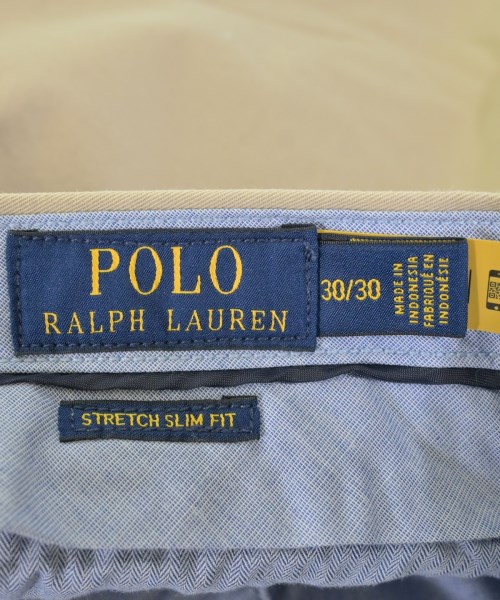 POLO
RALPH LAUREN
30/30
MADE IN
INDONESIA
FABRIQUÉ EN
INDONÉSIE
STRETCH SLIM FIT